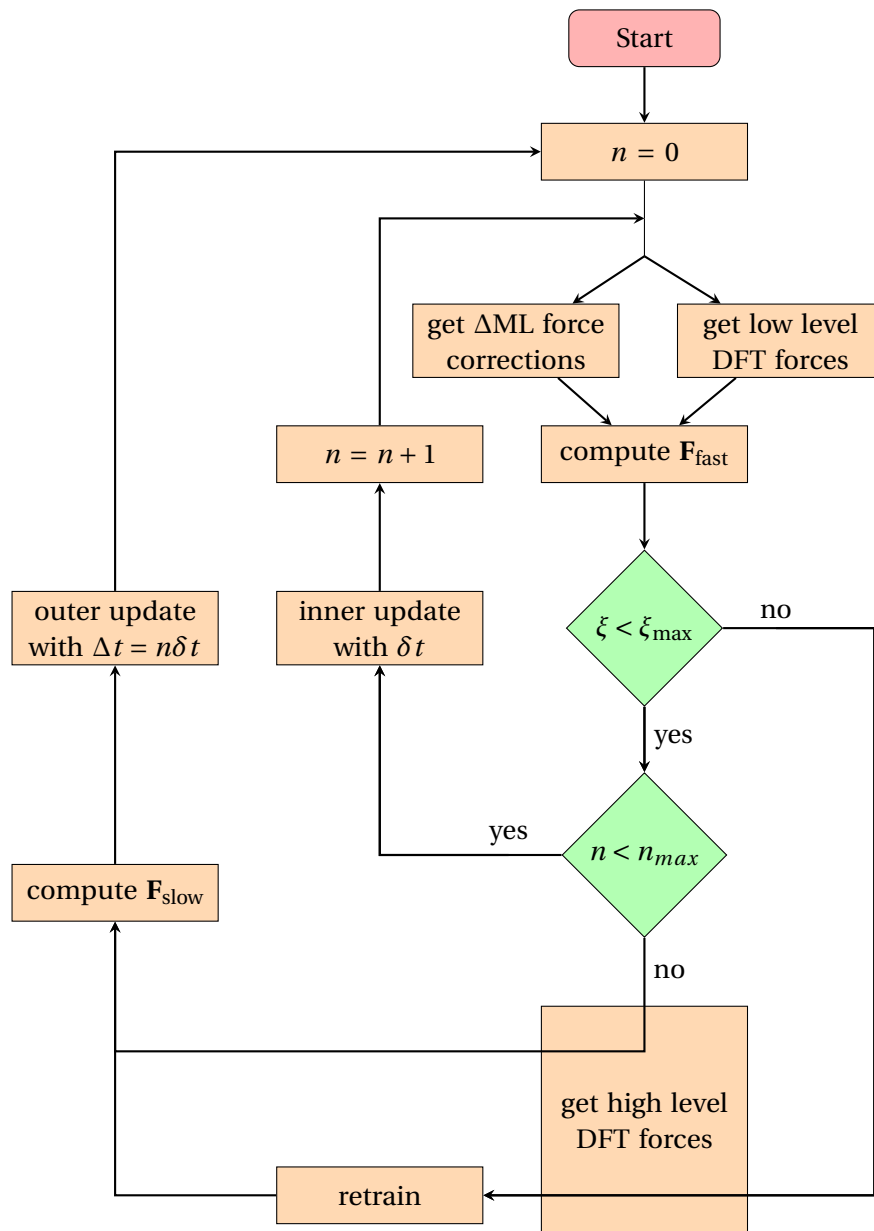 Start
n = 0
get ΔML force
corrections
get low level
DFT forces
n = n + 1
compute F_fast
outer update
with Δt = nδt
inner update
with δt
ξ < ξ_max
no
yes
yes
n < n_max
compute F_slow
no
get high level
DFT forces
retrain